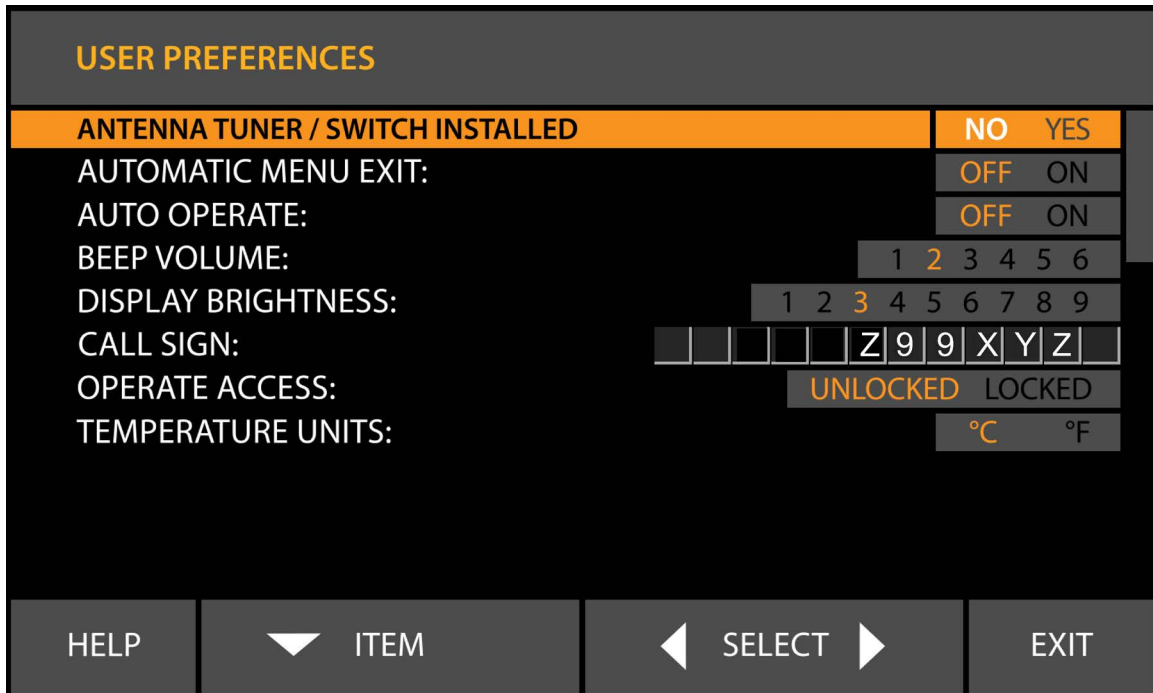 USER PREFERENCES
ANTENNA TUNER / SWITCH INSTALLED NO YES
AUTOMATIC MENU EXIT: OFF ON
AUTO OPERATE: OFF ON
BEEP VOLUME: 1 2 3 4 5 6
DISPLAY BRIGHTNESS: 1 2 3 4 5 6 7 8 9
CALL SIGN: Z99XYZ
OPERATE ACCESS: UNLOCKED LOCKED
TEMPERATURE UNITS: °C °F
HELP ITEM SELECT EXIT